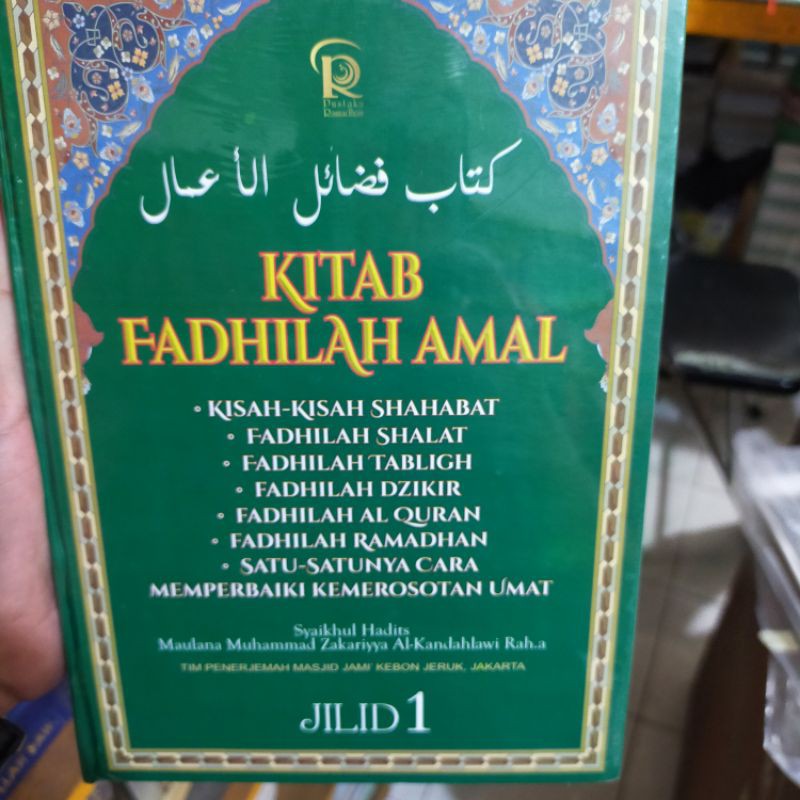 Pustaka
Ramadhan
كتاب فضائل الأعمال
KITAB
FADHILAH AMAL
• KISAH-KISAH SHAHABAT
• FADHILAH SHALAT
• FADHILAH TABLIGH
• FADHILAH DZIKIR
• FADHILAH AL QURAN
• FADHILAH RAMADHAN
• SATU-SATUNYA CARA
MEMPERBAIKI KEMEROSOTAN UMAT
Syaikhul Hadits
Maulana Muhammad Zakariyya Al-Kandahlawi Rah.a
TIM PENERJEMAH MASJID JAMI' KEBON JERUK, JAKARTA
JILID 1